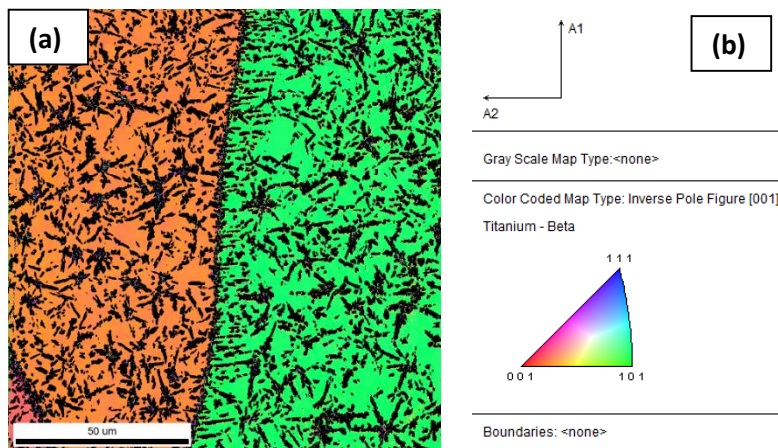 (a)
50 um
(b)
A1
A2
Gray Scale Map Type:<none>
Color Coded Map Type: Inverse Pole Figure [001]
Titanium - Beta
1 1 1
0 0 1
1 0 1
Boundaries: <none>